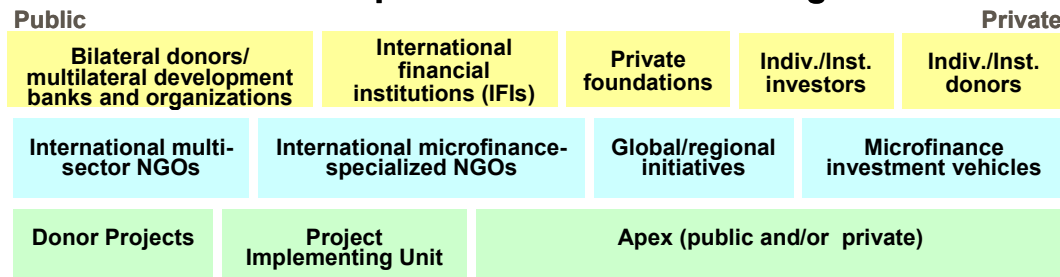 Public Private
Bilateral donors/
multilateral development
banks and organizations
International
financial
institutions (IFIs)
Private
foundations
Indiv./Inst.
investors
Indiv./Inst.
donors
International multi-
sector NGOs
International microfinance-
specialized NGOs
Global/regional
initiatives
Microfinance
investment vehicles
Donor Projects
Project
Implementing Unit
Apex (public and/or private)